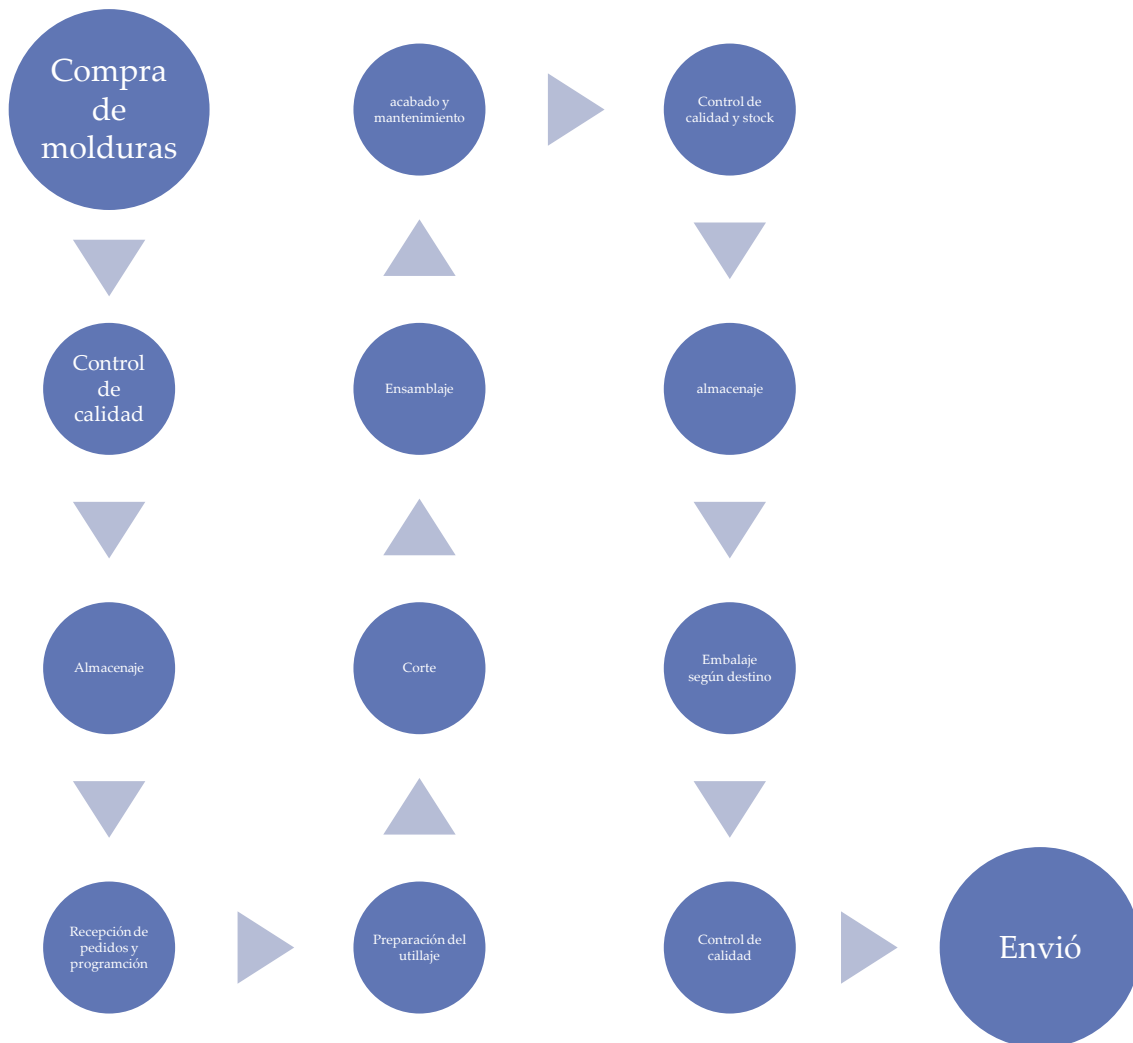 Compra
de
molduras
Control
de
calidad
Almacenaje
Recepción de
pedidos y
programción
Preparación del
utillaje
Corte
Ensamblaje
acabado y
mantenimiento
Control de
calidad y stock
almacenaje
Embalaje
según destino
Control de
calidad
Envió